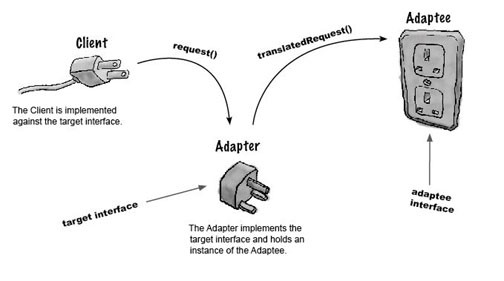 Client
request()
translatedRequest()
Adaptee
The Client is implemented
against the target interface.
Adapter
target interface
adaptee
interface
The Adapter implements the
target interface and holds an
instance of the Adaptee.